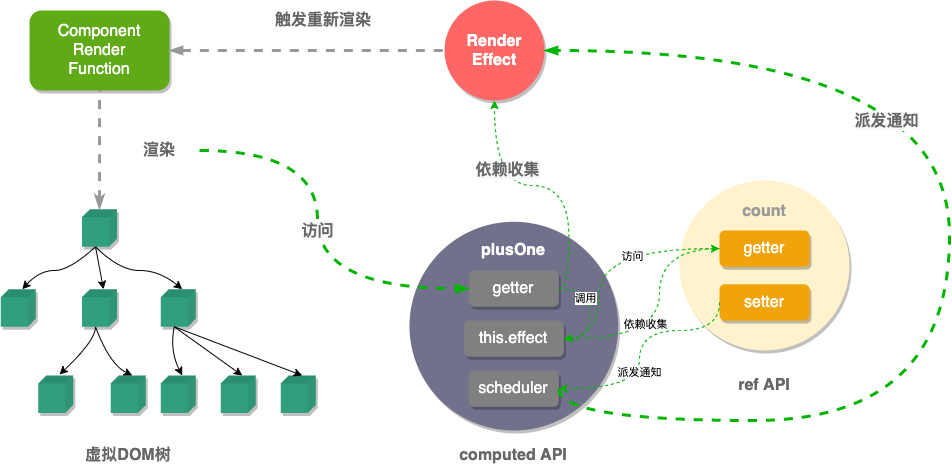 Component
Render
Function
触发重新渲染
Render
Effect
派发通知
渲染
依赖收集
访问
plusOne
getter
this.effect
scheduler
computed API
调用
访问
依赖收集
派发通知
count
getter
setter
ref API
虚拟DOM树